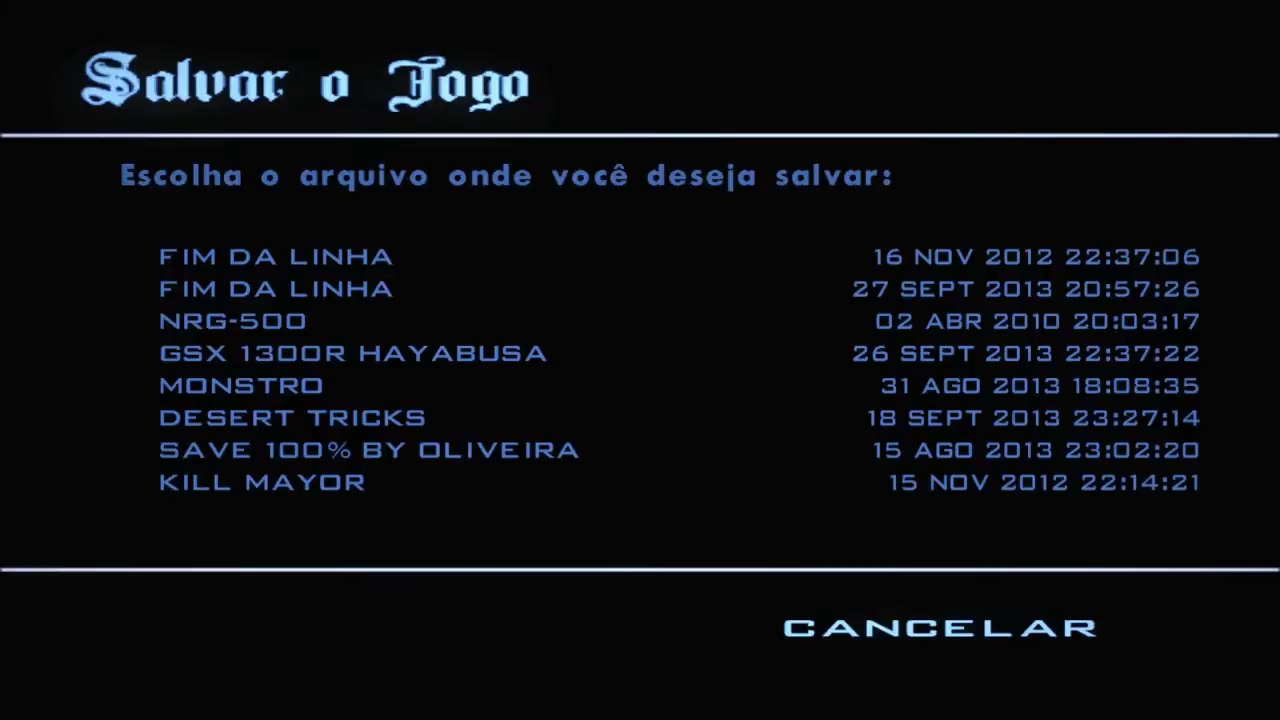 Salvar o Jogo
Escolha o arquivo onde você deseja salvar:
FIM DA LINHA 16 NOV 2012 22:37:06
FIM DA LINHA 27 SEPT 2013 20:57:26
NRG-500 02 ABR 2010 20:03:17
GSX 1300R HAYABUSA 26 SEPT 2013 22:37:22
MONSTRO 31 AGO 2013 18:08:35
DESERT TRICKS 18 SEPT 2013 23:27:14
SAVE 100% BY OLIVEIRA 15 AGO 2013 23:02:20
KILL MAYOR 15 NOV 2012 22:14:21
CANCELAR